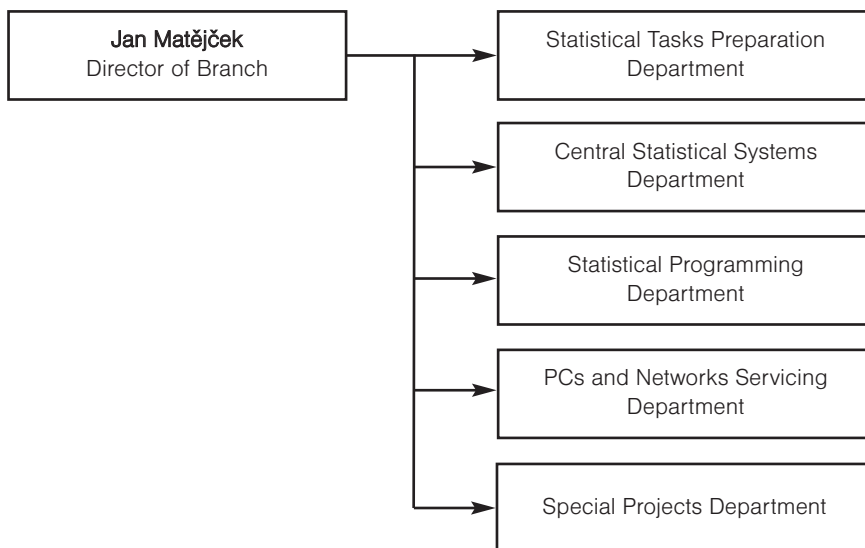 Jan Matějček
Director of Branch
Statistical Tasks Preparation
Department
Central Statistical Systems
Department
Statistical Programming
Department
PCs and Networks Servicing
Department
Special Projects Department